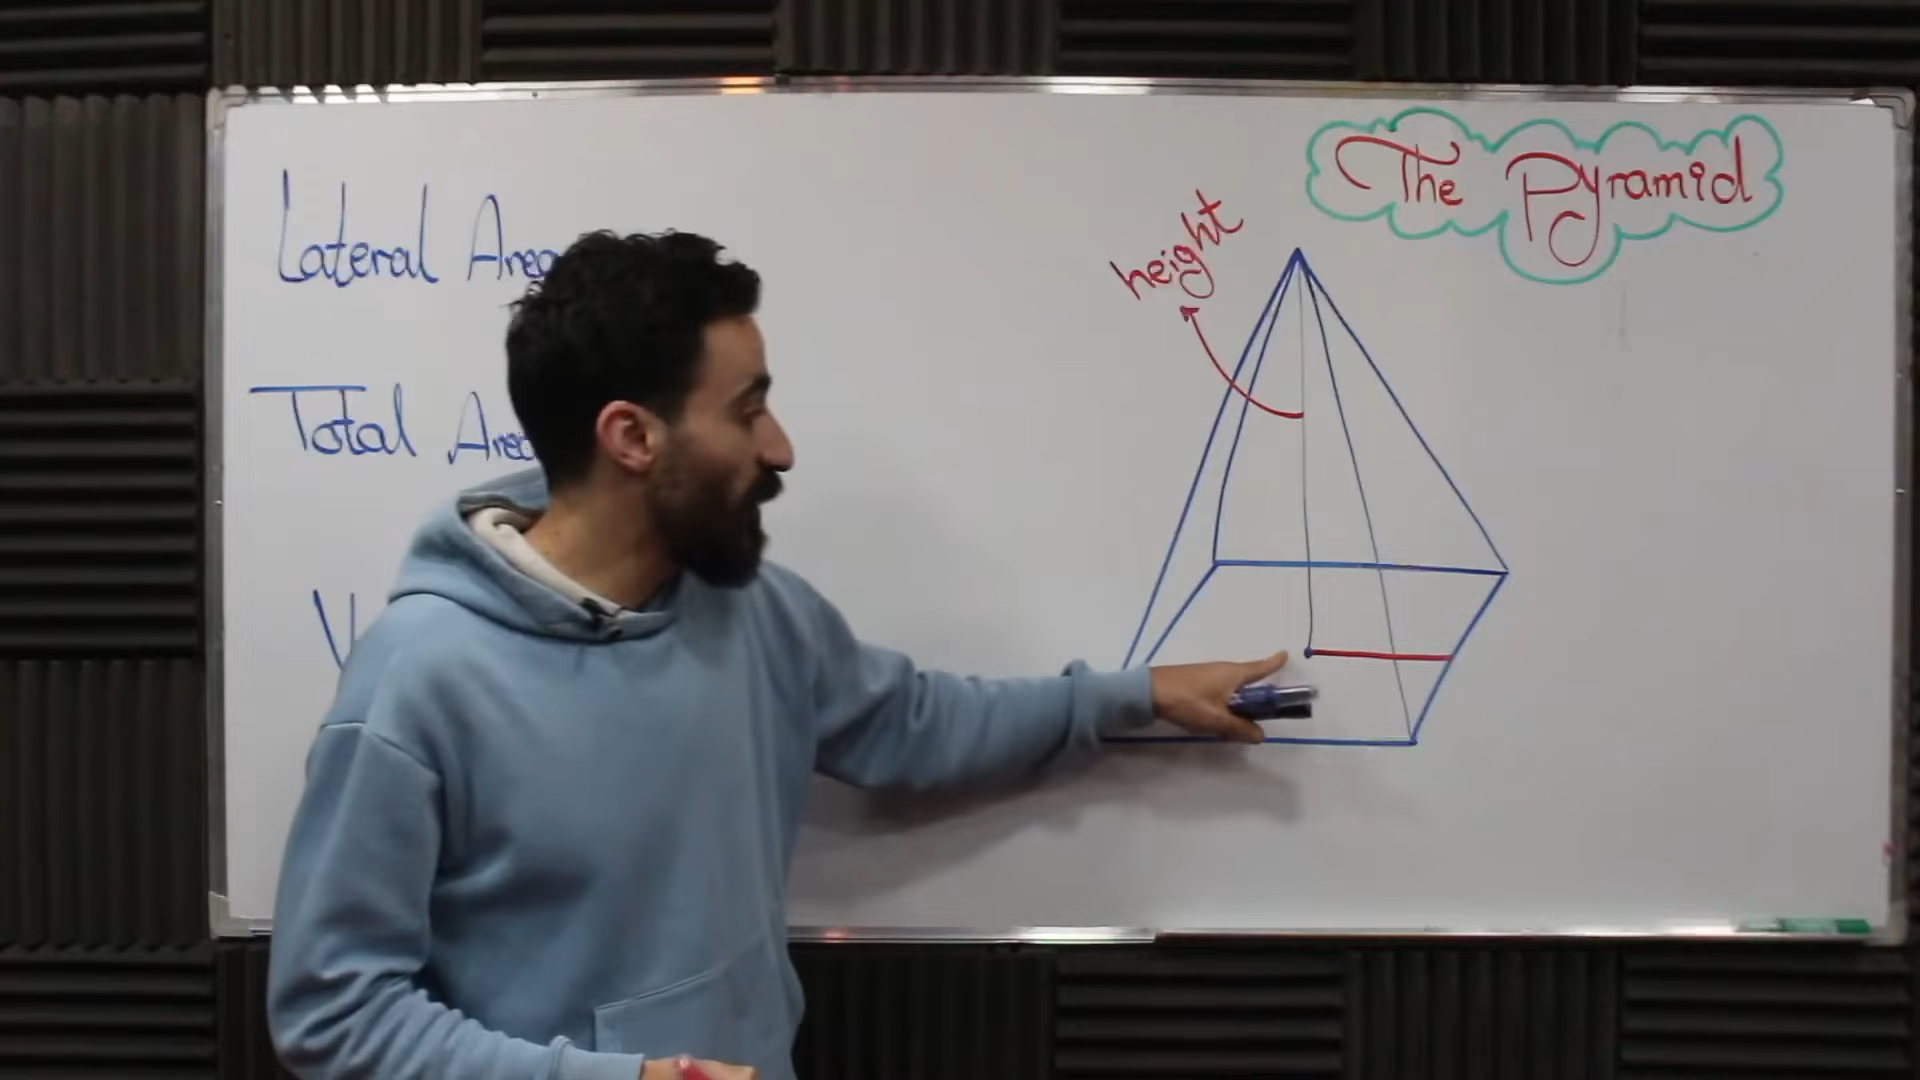 Lateral Area
Total Area
height
The Pyramid